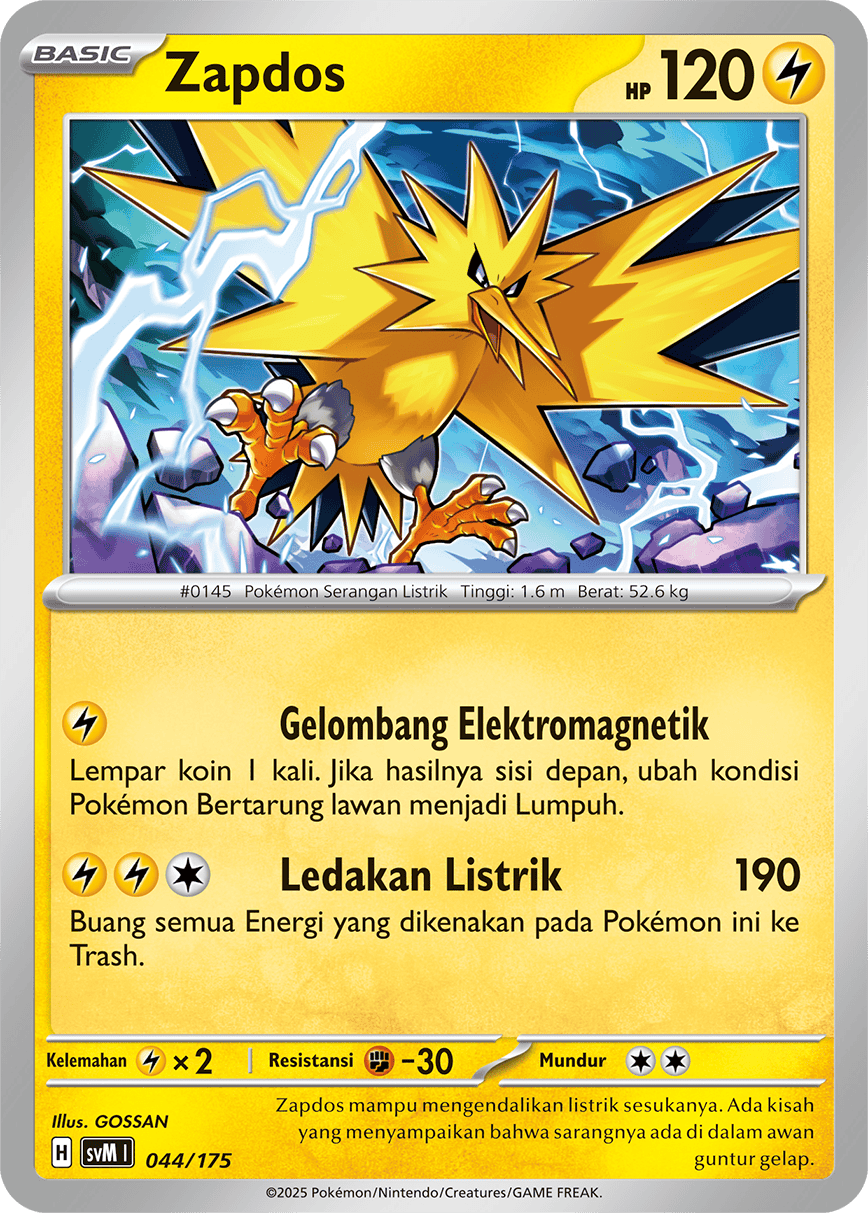 BASIC
Zapdos
HP 120
#0145 Pokémon Serangan Listrik Tinggi: 1.6 m Berat: 52.6 kg
Gelombang Elektromagnetik
Lempar koin 1 kali. Jika hasilnya sisi depan, ubah kondisi
Pokémon Bertarung lawan menjadi Lumpuh.
Ledakan Listrik 190
Buang semua Energi yang dikenakan pada Pokémon ini ke
Trash.
Kelemahan ×2 Resistansi -30 Mundur
Illus. GOSSAN
Zapdos mampu mengendalikan listrik sesukanya. Ada kisah
yang menyampaikan bahwa sarangnya ada di dalam awan
guntur gelap.
H svM I 044/175
©2025 Pokémon/Nintendo/Creatures/GAME FREAK.